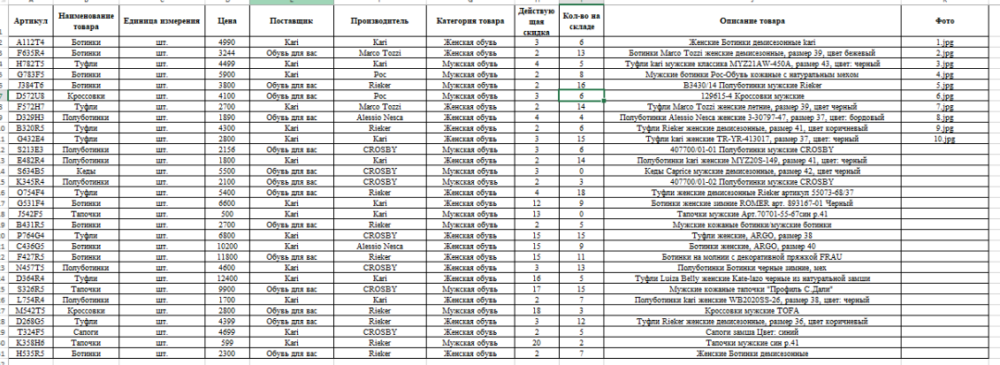 Артикул Наименование товара Единица измерения Цена Поставщик Производитель Категория товара Действующая скидка Кол-во на складе Описание товара Фото
A112T4 Ботинки шт. 4990 Kari Kari Женская обувь 3 6 Женские Ботинки демисезонные kari 1.jpg
F635R4 Ботинки шт. 3244 Обувь для вас Marco Tozzi Женская обувь 2 13 Ботинки Marco Tozzi женские демисезонные, размер 39, цвет бежевый 2.jpg
H782T5 Туфли шт. 4499 Kari Kari Мужская обувь 4 5 Туфли kari мужские классика MYZ21AW-450A, размер 43, цвет: черный 3.jpg
G783F5 Ботинки шт. 5900 Kari Рос Мужская обувь 2 8 Мужские ботинки Рос-Обувь кожаные с натуральным мехом 4.jpg
J384T6 Ботинки шт. 3800 Обувь для вас Rieker Мужская обувь 2 16 B3430/14 Полуботинки мужские Rieker 5.jpg
D572U8 Кроссовки шт. 4100 Обувь для вас Рос Мужская обувь 3 6 129615-4 Кроссовки мужские 6.jpg
F572H7 Туфли шт. 2700 Kari Marco Tozzi Женская обувь 2 14 Туфли Marco Tozzi женские летние, размер 39, цвет черный 7.jpg
D329H3 Полуботинки шт. 1890 Обувь для вас Alessio Nesca Женская обувь 4 4 Полуботинки Alessio Nesca женские 3-30797-47, размер 37, цвет: бордовый 8.jpg
B320R5 Туфли шт. 4300 Kari Rieker Женская обувь 2 6 Туфли Rieker женские демисезонные, размер 41, цвет коричневый 9.jpg
G432E4 Туфли шт. 2800 Kari Kari Женская обувь 3 15 Туфли kari женские TR-YR-413017, размер 37, цвет: черный 10.jpg
S213E3 Полуботинки шт. 2156 Обувь для вас CROSBY Мужская обувь 3 6 407700/01-01 Полуботинки мужские CROSBY
E482R4 Полуботинки шт. 1800 Kari Kari Женская обувь 2 14 Полуботинки kari женские MYZ20S-149, размер 41, цвет: черный
S634B5 Кеды шт. 5500 Обувь для вас CROSBY Мужская обувь 3 0 Кеды Caprice мужские демисезонные, размер 42, цвет черный
K345R4 Полуботинки шт. 2100 Обувь для вас CROSBY Мужская обувь 2 3 407700/01-02 Полуботинки мужские CROSBY
O754F4 Туфли шт. 5400 Обувь для вас Rieker Женская обувь 4 18 Туфли женские демисезонные Rieker артикул 55073-68/37
G531F4 Ботинки шт. 6600 Kari Kari Женская обувь 12 9 Ботинки женские зимние ROMER арт. 893167-01 Черный
J542F5 Тапочки шт. 500 Kari Kari Мужская обувь 13 0 Тапочки мужские Арт.70701-55-67син р.41
B431R5 Ботинки шт. 2700 Обувь для вас Rieker Мужская обувь 2 5 Мужские кожаные ботинки/мужские ботинки
P764G4 Туфли шт. 6800 Kari CROSBY Женская обувь 15 15 Туфли женские, ARGO, размер 38
C436G5 Ботинки шт. 10200 Kari Alessio Nesca Женская обувь 15 9 Ботинки женские, ARGO, размер 40
F427R5 Ботинки шт. 11800 Обувь для вас Rieker Женская обувь 15 11 Ботинки на молнии с декоративной пряжкой FRAU
N457T5 Полуботинки шт. 4600 Kari CROSBY Женская обувь 3 13 Полуботинки Ботинки черные зимние, мех
D364R4 Туфли шт. 12400 Kari Kari Женская обувь 16 5 Туфли Luiza Belly женские Kate-lazo черные из натуральной замши
S326R5 Тапочки шт. 9900 Обувь для вас CROSBY Мужская обувь 17 15 Мужские кожаные тапочки "Профиль С.Дали"
L754R4 Полуботинки шт. 1700 Kari Kari Женская обувь 2 7 Полуботинки kari женские WB2020SS-26, размер 38, цвет: черный
M542T5 Кроссовки шт. 2800 Обувь для вас Rieker Мужская обувь 18 3 Кроссовки мужские TOFA
D268G5 Туфли шт. 4399 Обувь для вас Rieker Женская обувь 3 12 Туфли Rieker женские демисезонные, размер 36, цвет коричневый
T324F5 Сапоги шт. 4699 Kari CROSBY Женская обувь 2 5 Сапоги замша Цвет: синий
K358H6 Тапочки шт. 599 Kari Rieker Мужская обувь 20 2 Тапочки мужские син р.41
H535R5 Ботинки шт. 2300 Обувь для вас Rieker Женская обувь 2 7 Женские Ботинки демисезонные